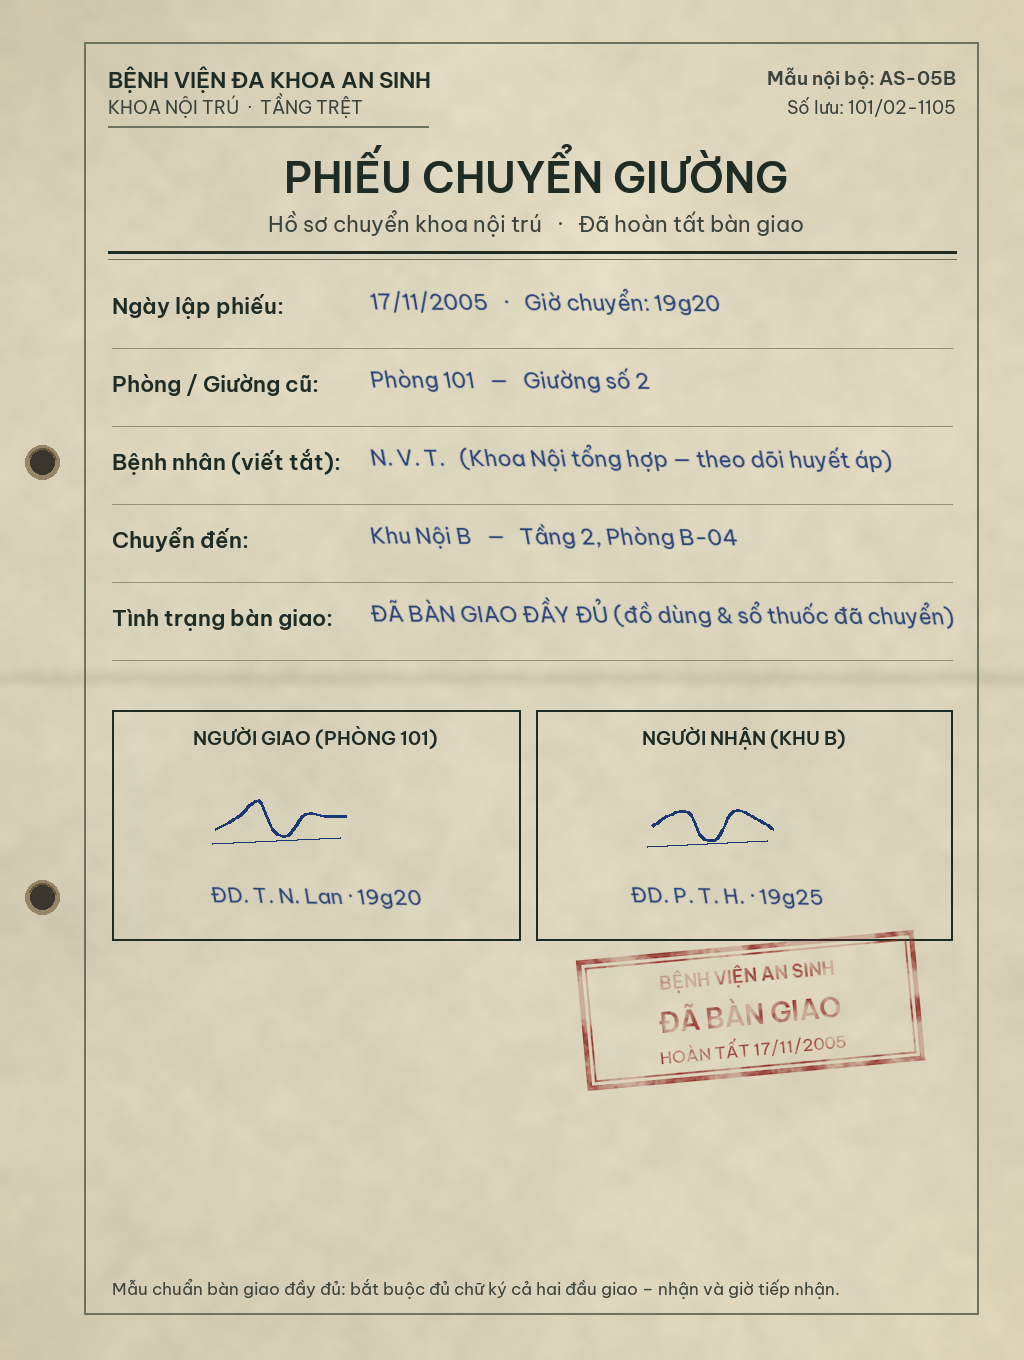 BỆNH VIỆN ĐA KHOA AN SINH
KHOA NỘI TRÚ · TẦNG TRỆT
Mẫu nội bộ: AS-05B
Số lưu: 101/02-1105
PHIẾU CHUYỂN GIƯỜNG
Hồ sơ chuyển khoa nội trú · Đã hoàn tất bàn giao
Ngày lập phiếu: 17/11/2005 · Giờ chuyển: 19g20
Phòng / Giường cũ: Phòng 101 — Giường số 2
Bệnh nhân (viết tắt): N. V. T. (Khoa Nội tổng hợp — theo dõi huyết áp)
Chuyển đến: Khu Nội B — Tầng 2, Phòng B-04
Tình trạng bàn giao: ĐÃ BÀN GIAO ĐẦY ĐỦ (đồ dùng & sổ thuốc đã chuyển)
NGƯỜI GIAO (PHÒNG 101)
ĐD. T. N. Lan · 19g20
NGƯỜI NHẬN (KHU B)
ĐD. P. T. H. · 19g25
BỆNH VIỆN AN SINH
ĐÃ BÀN GIAO
HOÀN TẤT 17/11/2005
Mẫu chuẩn bàn giao đầy đủ: bắt buộc đủ chữ ký cả hai đầu giao – nhận và giờ tiếp nhận.